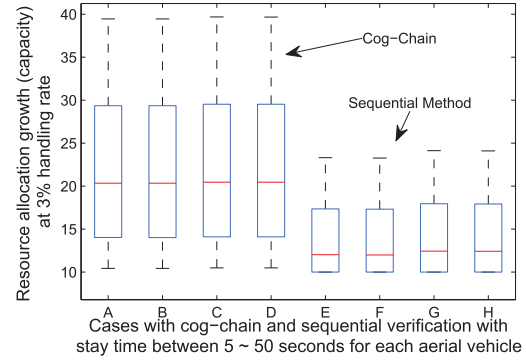 Resource allocation growth (capacity)
at 3% handling rate
40
35
30
25
20
15
10
Cog−Chain
Sequential Method
A B C D E F G H
Cases with cog−chain and sequential verification with
stay time between 5 ~ 50 seconds for each aerial vehicle